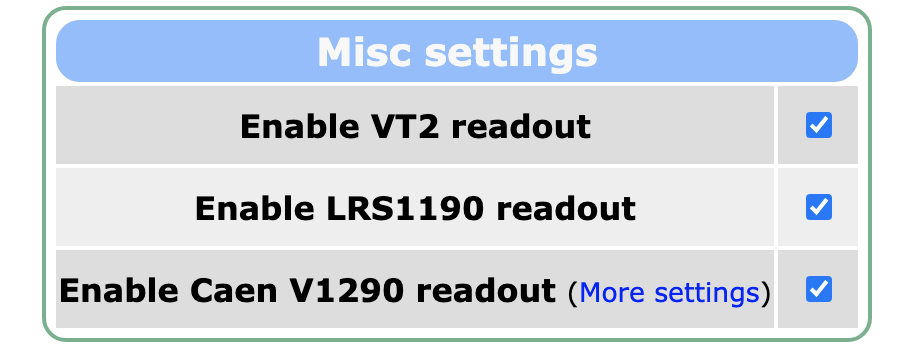 Misc settings
Enable VT2 readout
Enable LRS1190 readout
Enable Caen V1290 readout (More settings)